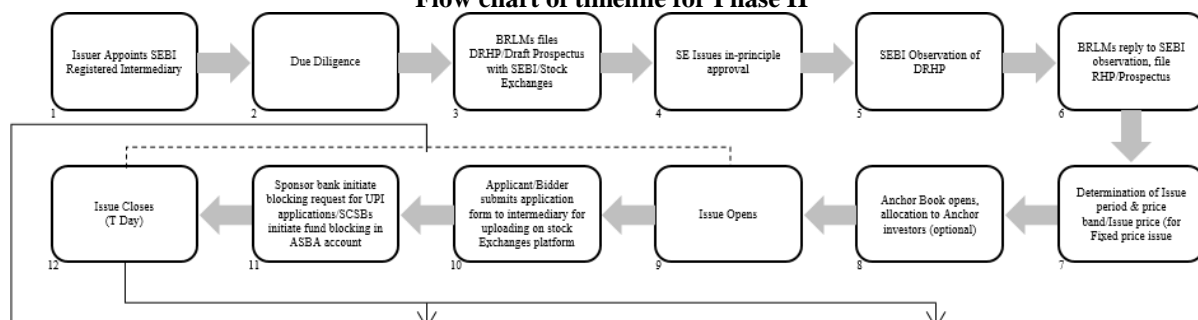 Flow chart of timeline for Phase II
Issuer Appoints SEBI
Registered Intermediary
1
Due Diligence
2
BRLMs files
DRHP/Draft Prospectus
with SEBI/Stock
Exchanges
3
SE Issues in-principle
approval
4
SEBI Observation of
DRHP
5
BRLMs reply to SEBI
observation, file
RHP/Prospectus
6
Determination of Issue
period & price
band/Issue price (for
Fixed price issue
7
Anchor Book opens,
allocation to Anchor
investors (optional)
8
Issue Opens
9
Applicant/Bidder
submits application
form to intermediary for
uploading on stock
Exchanges platform
10
Sponsor bank initiate
blocking request for UPI
applications/SCSBs
initiate fund blocking in
ASBA account
11
Issue Closes
(T Day)
12